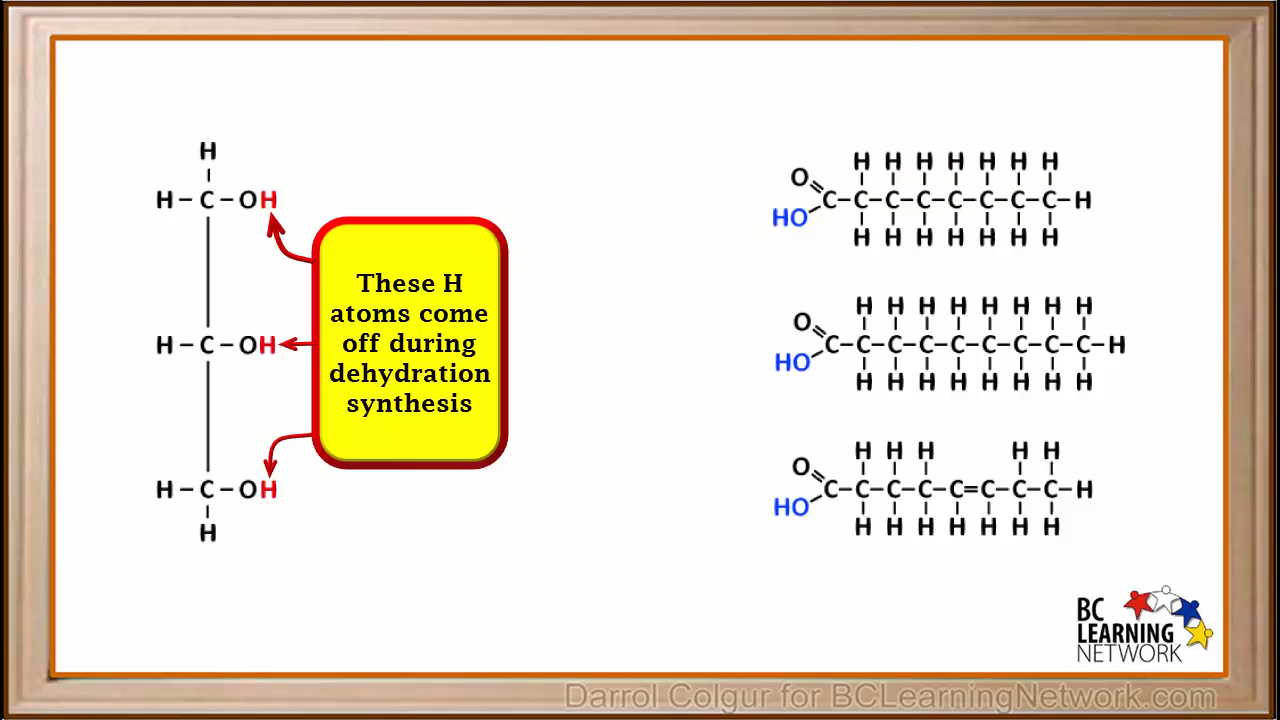 H
H – C – OH
H – C – OH
H – C – OH
H
These H
atoms come
off during
dehydration
synthesis
H H H H H H H
O
C – C – C – C – C – C – C – C – H
HO
H H H H H H H
H H H H H H H H
O
C – C – C – C – C – C – C – C – C – H
HO
H H H H H H H H
H H H H H
O
C – C – C – C – C = C – C – C – H
HO
H H H H H H H
BC
LEARNING
NETWORK
Darrol Colgur for BCLearningNetwork.com